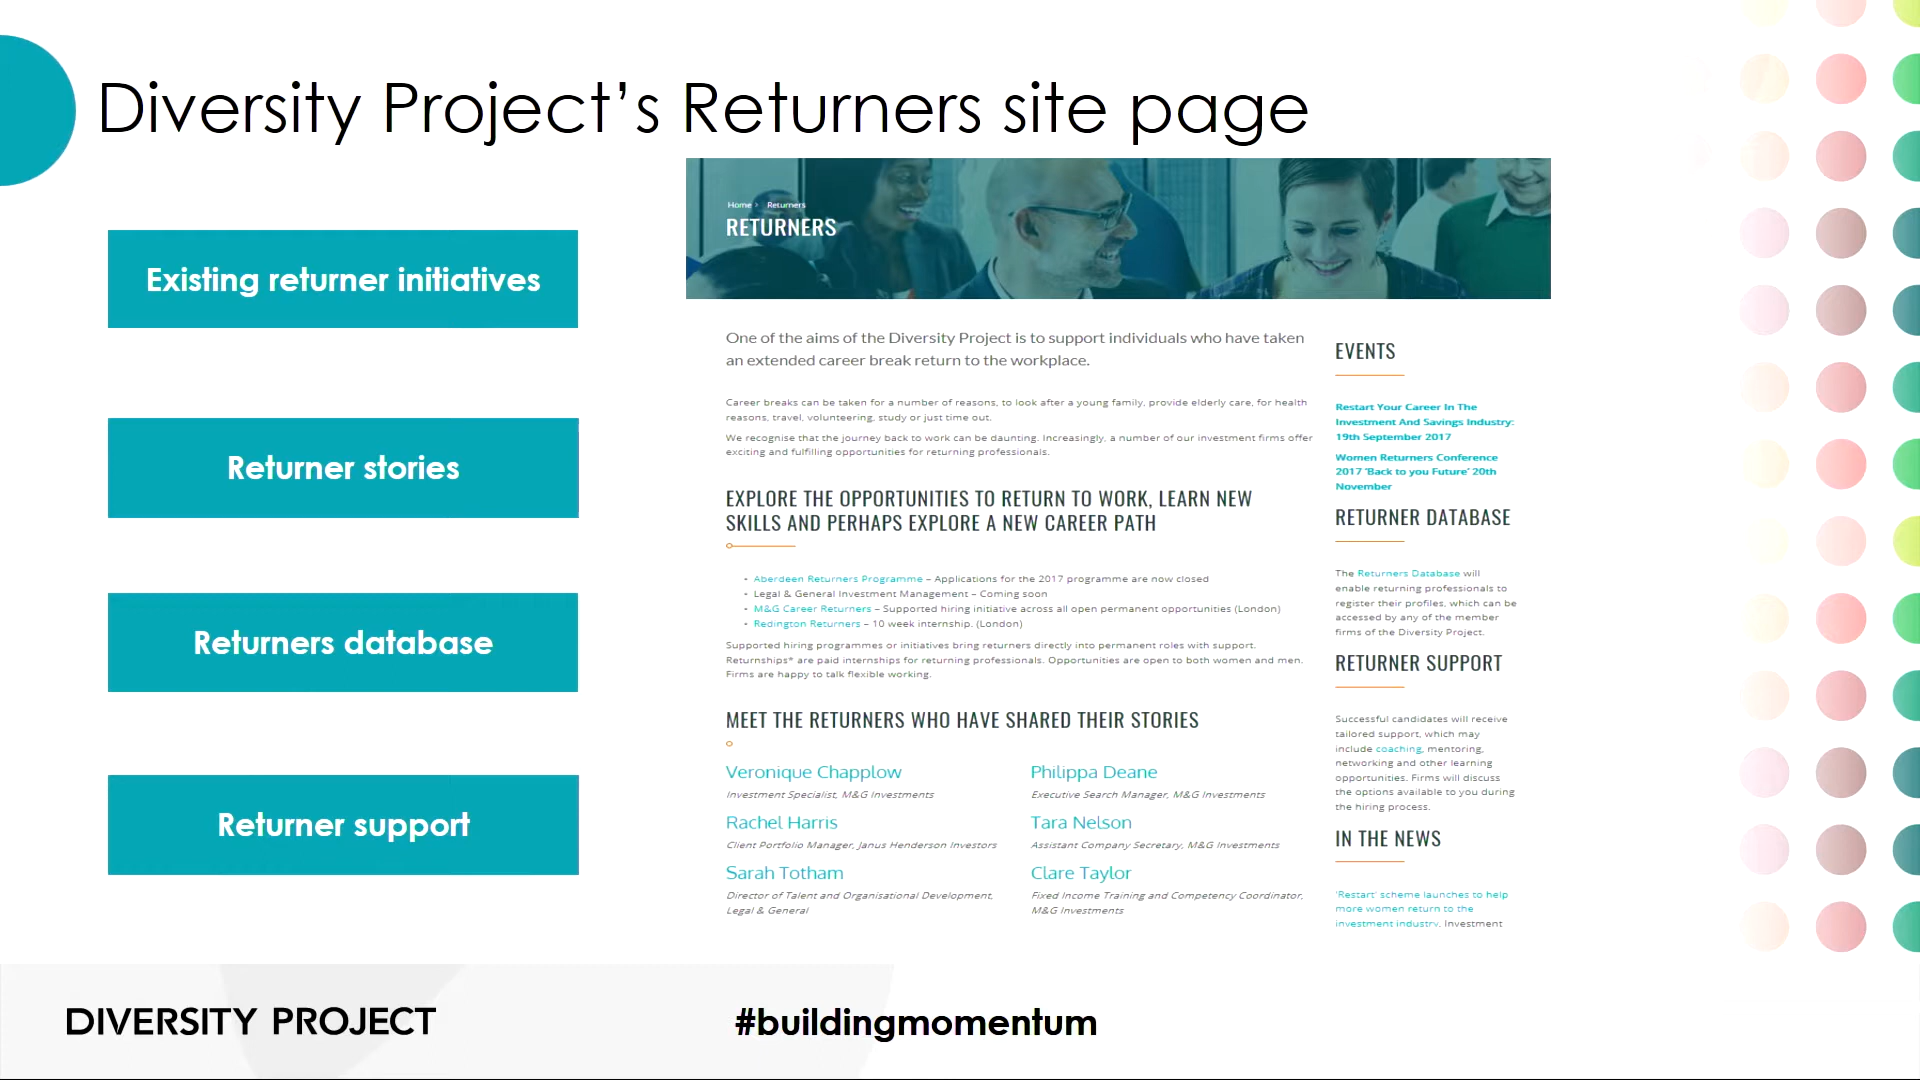 Diversity Project’s Returners site page
Existing returner initiatives
Returner stories
Returners database
Returner support
Home › Returners
RETURNERS
One of the aims of the Diversity Project is to support individuals who have taken
an extended career break return to the workplace.
Career breaks can be taken for a number of reasons, to look after a young family, provide elderly care, for health
reasons, travel, volunteering, study or just time out.
We recognise that the journey back to work can be daunting. Increasingly, a number of our investment firms offer
exciting and fulfilling opportunities for returning professionals.
EXPLORE THE OPPORTUNITIES TO RETURN TO WORK, LEARN NEW
SKILLS AND PERHAPS EXPLORE A NEW CAREER PATH
• Aberdeen Returners Programme – Applications for the 2017 programme are now closed
• Legal & General Investment Management – Coming soon
• M&G Career Returners – Supported hiring initiative across all open permanent opportunities (London)
• Redington Returners – 10 week internship. (London)
Supported hiring programmes or initiatives bring returners directly into permanent roles with support.
Returnships* are paid internships for returning professionals. Opportunities are open to both women and men.
Firms are happy to talk flexible working.
MEET THE RETURNERS WHO HAVE SHARED THEIR STORIES
Veronique Chapplow
Investment Specialist, M&G Investments
Philippa Deane
Executive Search Manager, M&G Investments
Rachel Harris
Client Portfolio Manager, Janus Henderson Investors
Tara Nelson
Assistant Company Secretary, M&G Investments
Sarah Totham
Director of Talent and Organisational Development,
Legal & General
Clare Taylor
Fixed Income Training and Competency Coordinator,
M&G Investments
EVENTS
Restart Your Career In The
Investment And Savings Industry:
19th September 2017
Women Returners Conference
2017 ‘Back to you Future’ 20th
November
RETURNER DATABASE
The Returners Database will
enable returning professionals to
register their profiles, which can be
accessed by any of the member
firms of the Diversity Project.
RETURNER SUPPORT
Successful candidates will receive
tailored support, which may
include coaching, mentoring,
networking and other learning
opportunities. Firms will discuss
the options available to you during
the hiring process.
IN THE NEWS
‘Restart’ scheme launches to help
more women return to the
investment industry. Investment
DIVERSITY PROJECT
#buildingmomentum